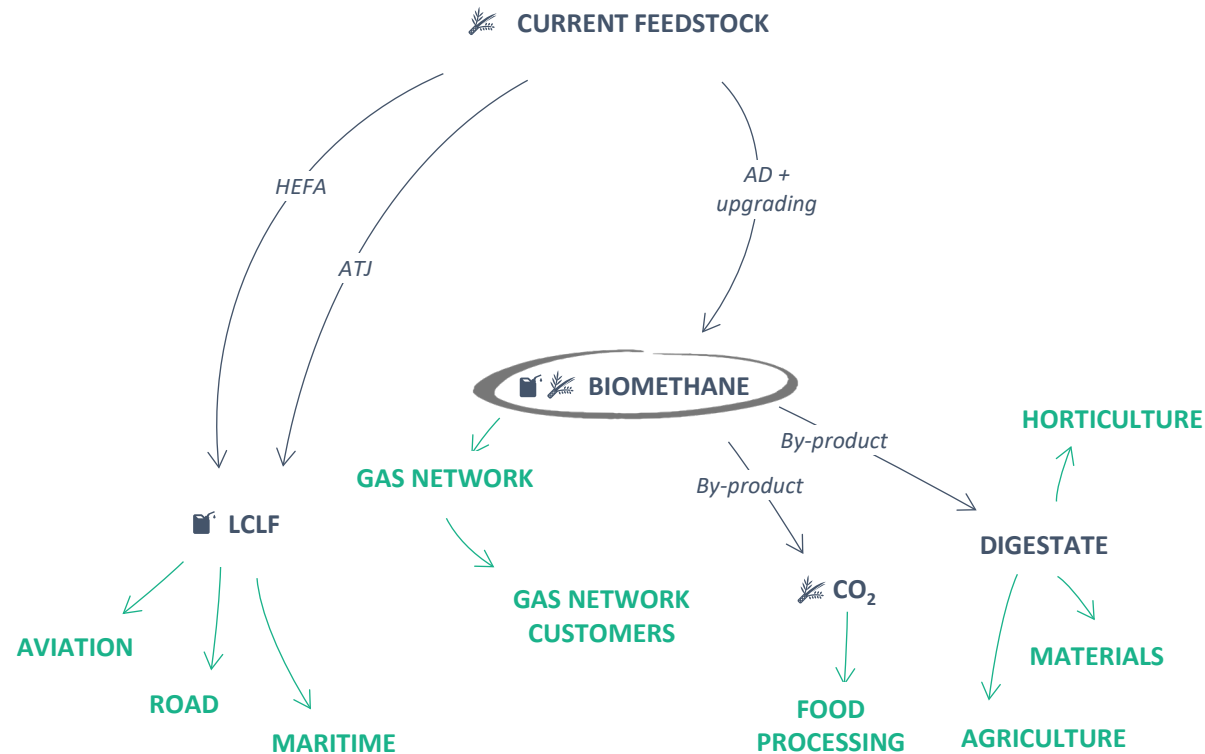 CURRENT FEEDSTOCK
HEFA
AD +
upgrading
ATJ
BIOMETHANE
HORTICULTURE
By-product
GAS NETWORK
By-product
LCLF
DIGESTATE
CO₂
GAS NETWORK
CUSTOMERS
AVIATION
MATERIALS
ROAD
FOOD
PROCESSING
MARITIME
AGRICULTURE